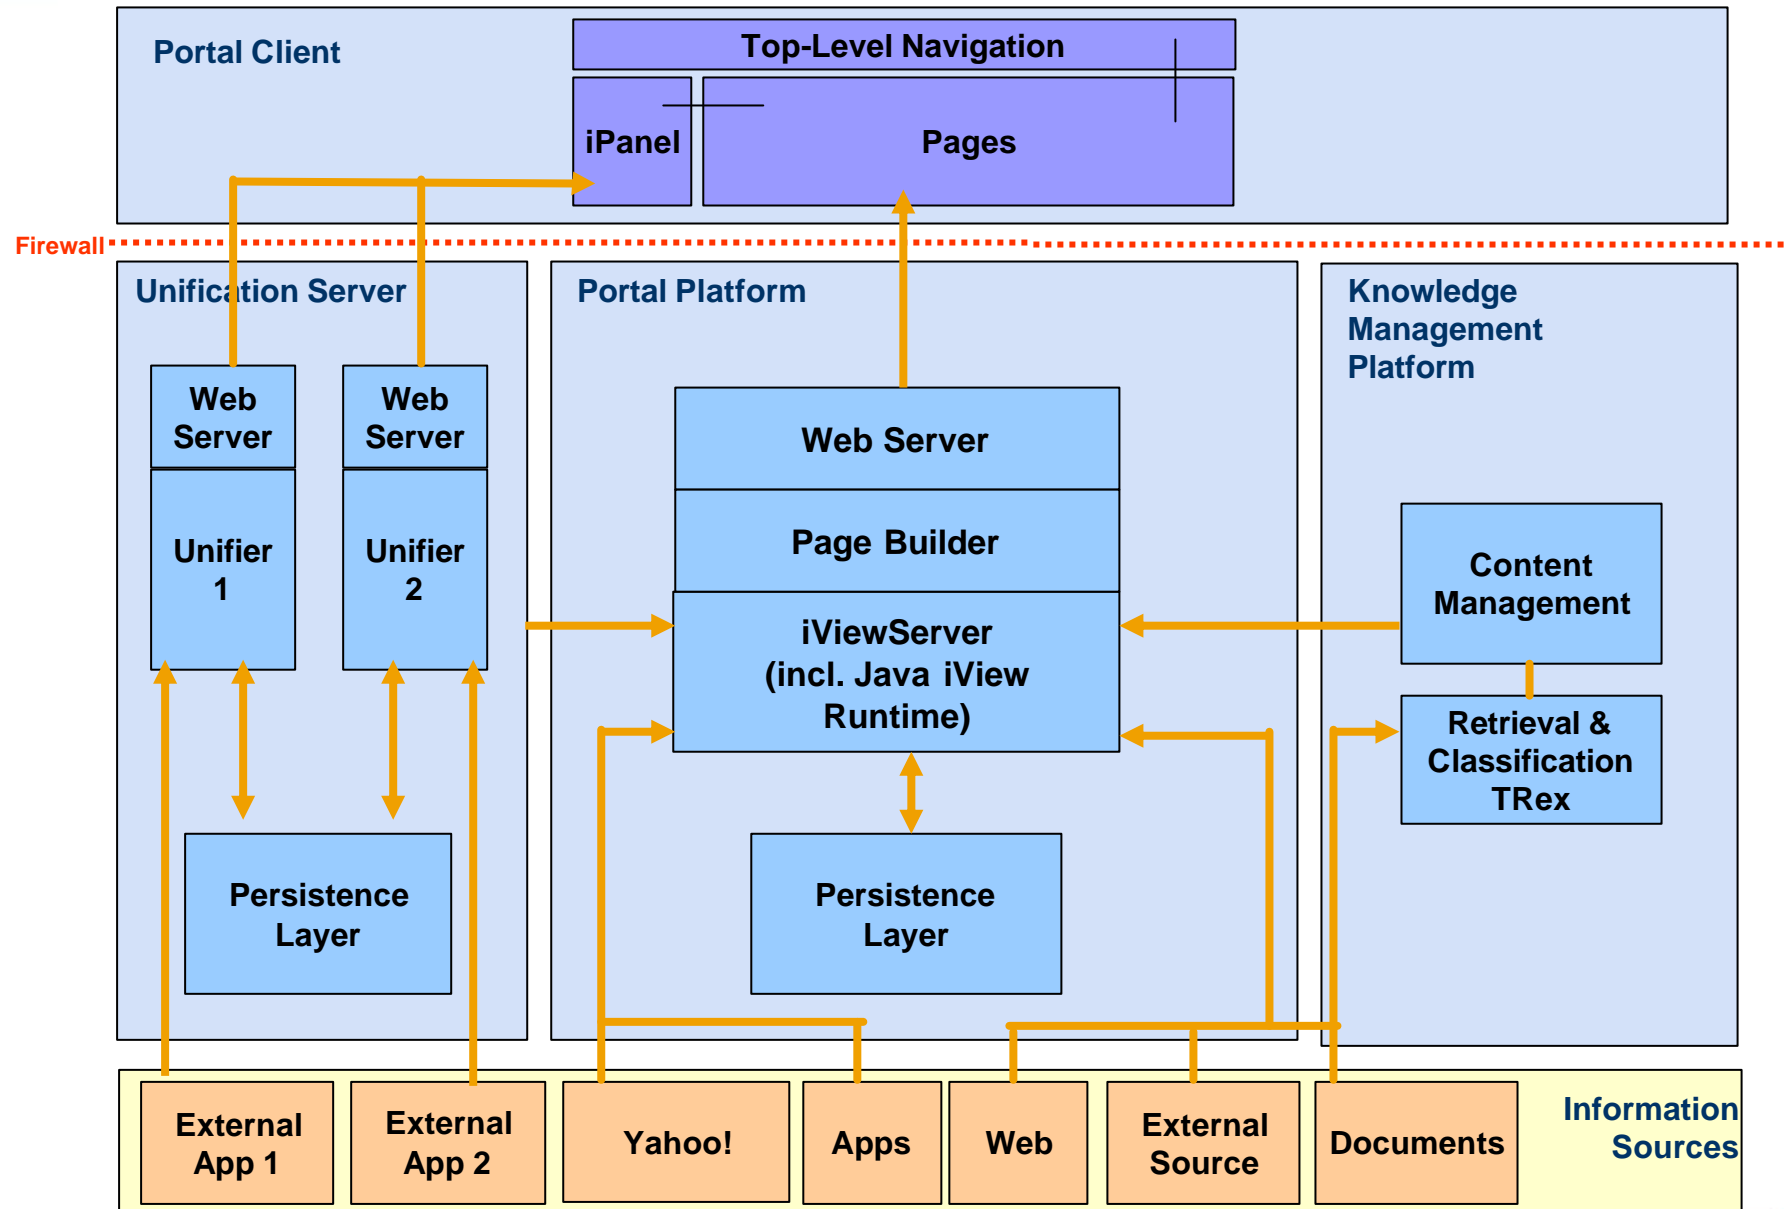 Portal Client
Top-Level Navigation
iPanel
Pages
Firewall
Unification Server
Portal Platform
Knowledge
Management
Platform
Web
Server
Web
Server
Unifier
1
Unifier
2
Web Server
Page Builder
iViewServer
(incl. Java iView
Runtime)
Content
Management
Retrieval &
Classification
TRex
Persistence
Layer
Persistence
Layer
External
App 1
External
App 2
Yahoo!
Apps
Web
External
Source
Documents
Information
Sources